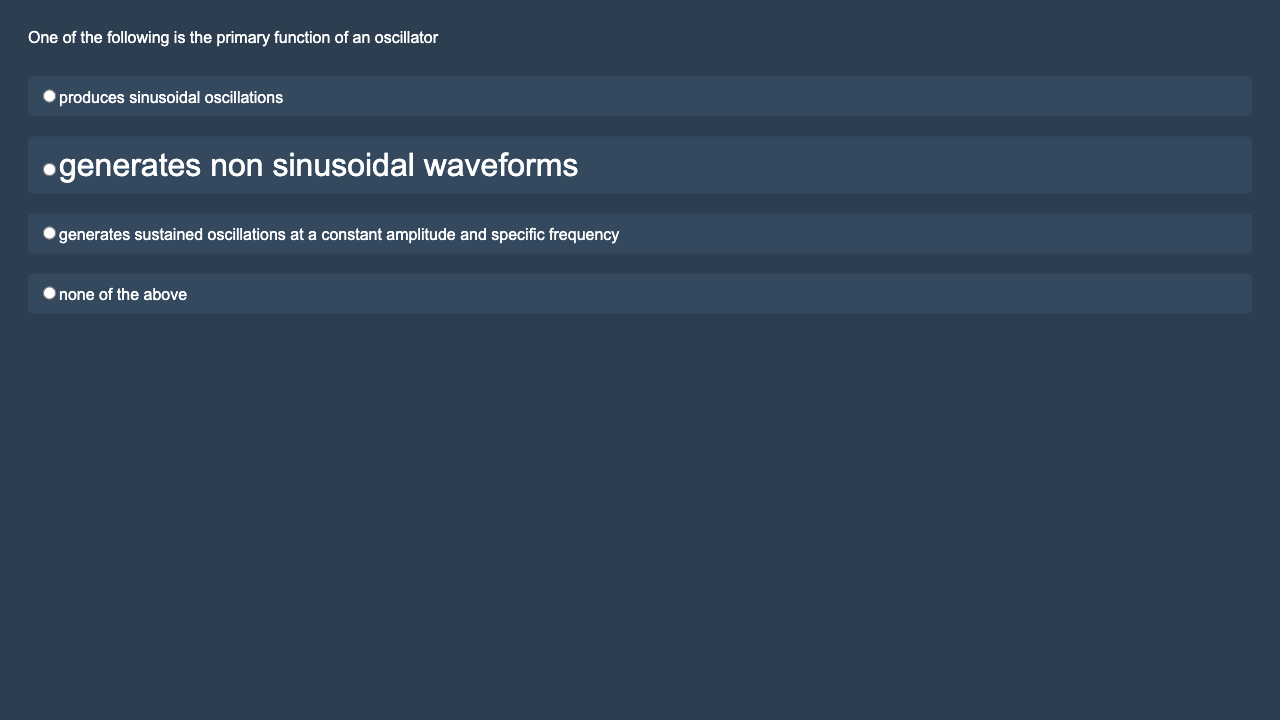 One of the following is the primary function of an oscillator
produces sinusoidal oscillations
generates non sinusoidal waveforms
generates sustained oscillations at a constant amplitude and specific frequency
none of the above